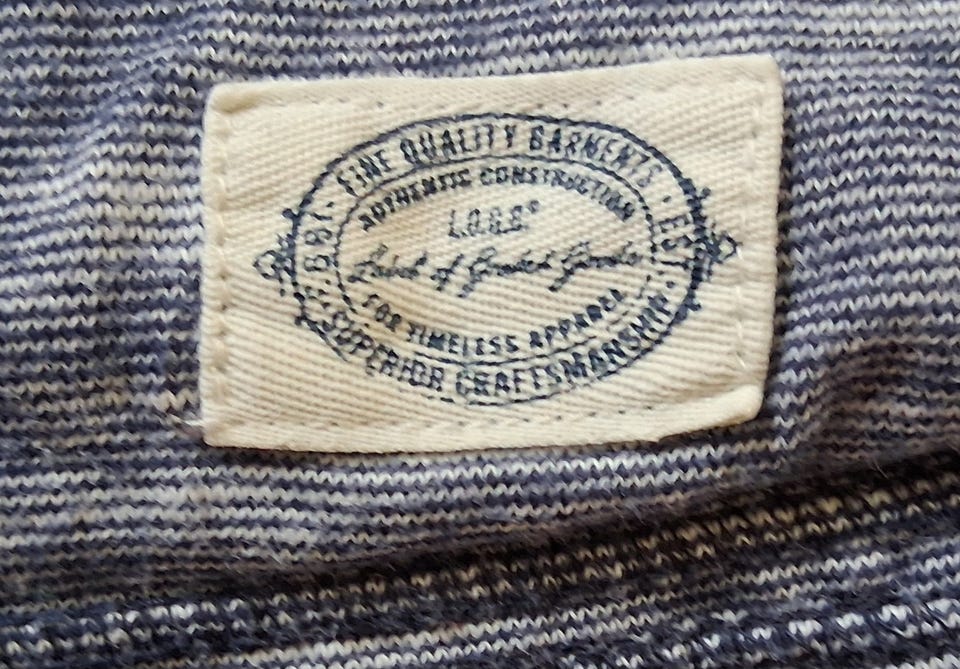 · FINE QUALITY GARMENTS · EST
AUTHENTIC CONSTRUCTION
L.O.G.G.®
Label of Graded Goods
FOR TIMELESS APPAREL
SUPERIOR CRAFTSMANSHIP ·